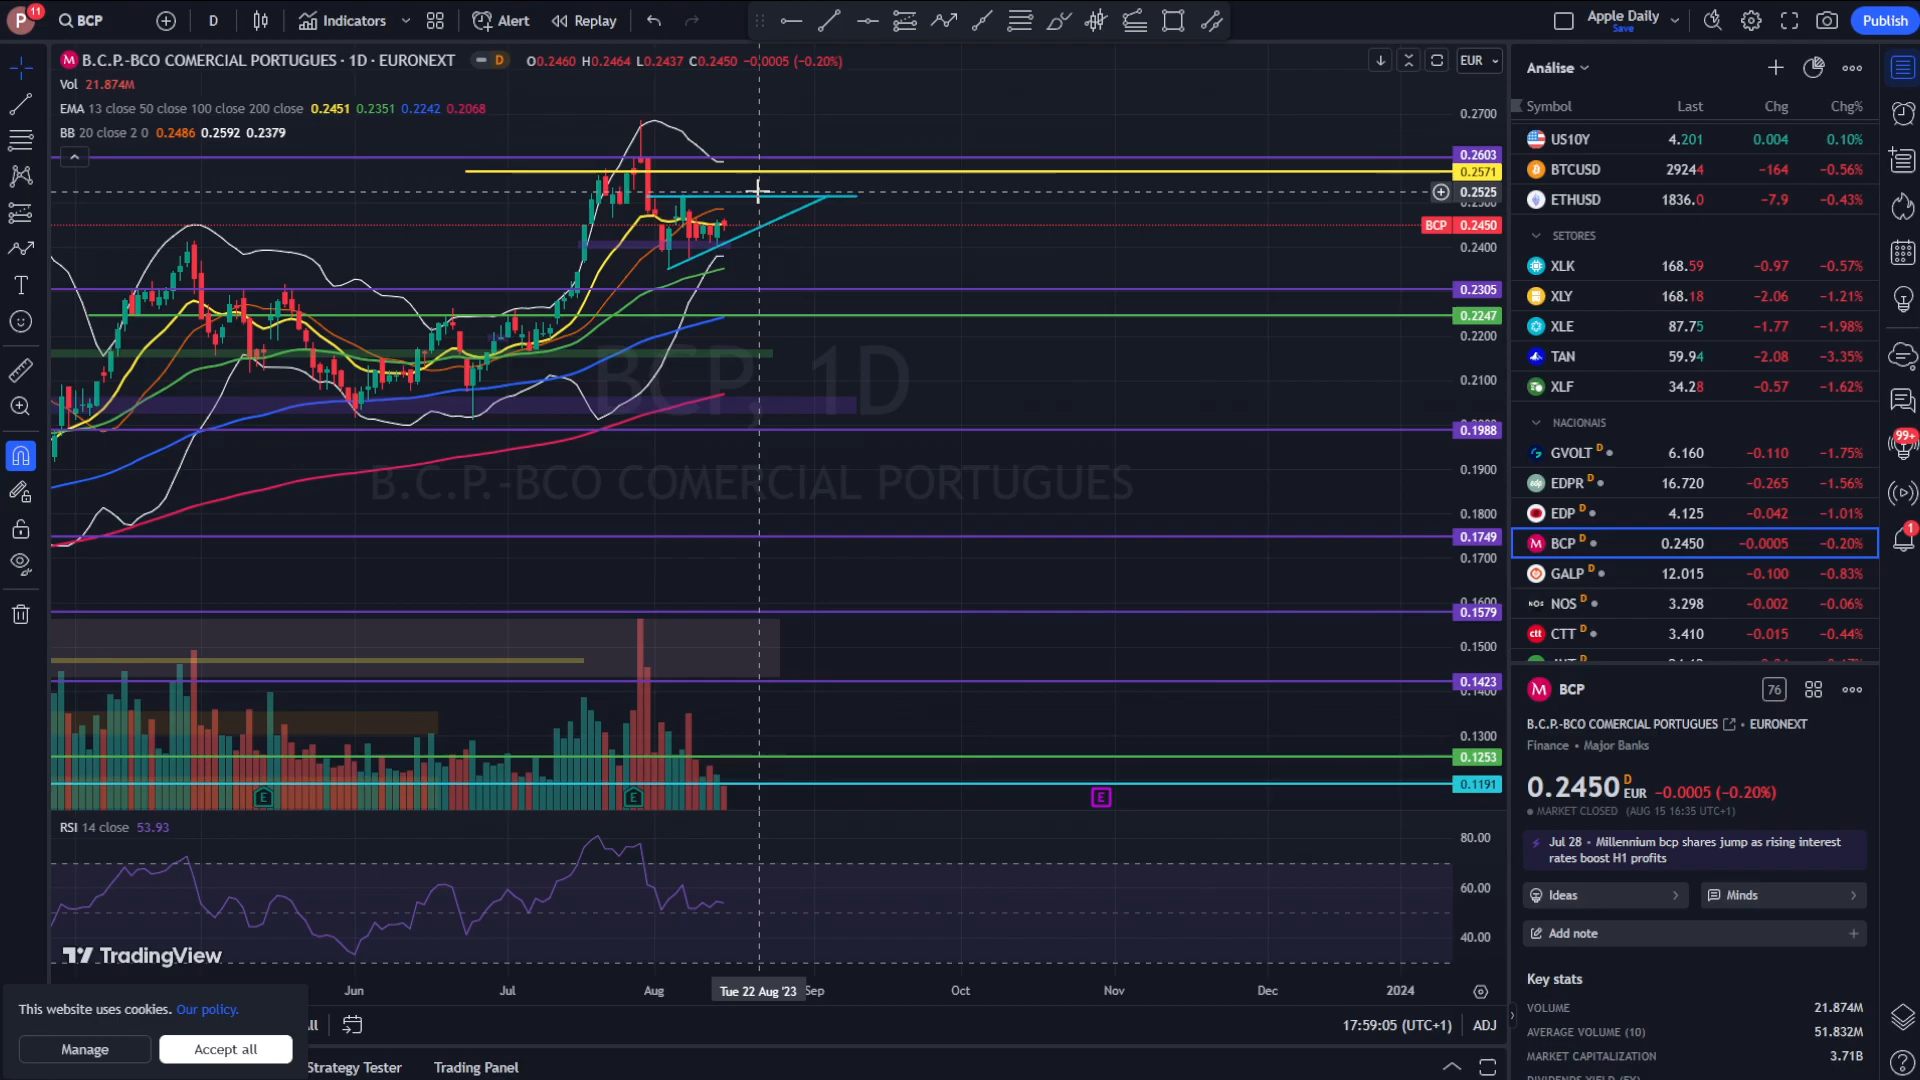 P 11 BCP D Indicators Alert Replay Apple Daily Save Publish
M B.C.P.-BCO COMERCIAL PORTUGUES · 1D · EURONEXT D O0.2460 H0.2464 L0.2437 C0.2450 −0.0005 (−0.20%) EUR
Vol 21.874M
EMA 13 close 50 close 100 close 200 close 0.2451 0.2351 0.2242 0.2068
BB 20 close 2 0 0.2486 0.2592 0.2379
0.2700
0.2603
0.2571
0.2525
BCP 0.2450
0.2400
0.2305
0.2247
0.2200
0.2100
0.1988
0.1900
0.1800
0.1749
0.1700
0.1579
0.1500
0.1423
0.1400
0.1300
0.1253
0.1191
BCP, 1D
B.C.P.-BCO COMERCIAL PORTUGUES
E E E
RSI 14 close 53.93
80.00
60.00
40.00
TradingView
Jun Jul Aug Tue 22 Aug '23 Sep Oct Nov Dec 2024
This website uses cookies. Our policy.
Manage Accept all
17:59:05 (UTC+1) ADJ
Strategy Tester Trading Panel
Análise
Symbol Last Chg Chg%
US10Y 4.201 0.004 0.10%
BTCUSD 29244 −164 −0.56%
ETHUSD 1836.0 −7.9 −0.43%
SETORES
XLK 168.59 −0.97 −0.57%
XLY 168.18 −2.06 −1.21%
XLE 87.75 −1.77 −1.98%
TAN 59.94 −2.08 −3.35%
XLF 34.28 −0.57 −1.62%
NACIONAIS
GVOLT D 6.160 −0.110 −1.75%
EDPR D 16.720 −0.265 −1.56%
EDP D 4.125 −0.042 −1.01%
BCP D 0.2450 −0.0005 −0.20%
GALP D 12.015 −0.100 −0.83%
NOS D 3.298 −0.002 −0.06%
CTT D 3.410 −0.015 −0.44%
M BCP 76
B.C.P.-BCO COMERCIAL PORTUGUES • EURONEXT
Finance • Major Banks
0.2450 D EUR −0.0005 (−0.20%)
MARKET CLOSED (AUG 15 16:35 UTC+1)
Jul 28 • Millennium bcp shares jump as rising interest
rates boost H1 profits
Ideas Minds
Add note
Key stats
VOLUME 21.874M
AVERAGE VOLUME (10) 51.832M
MARKET CAPITALIZATION 3.71B
99+
1